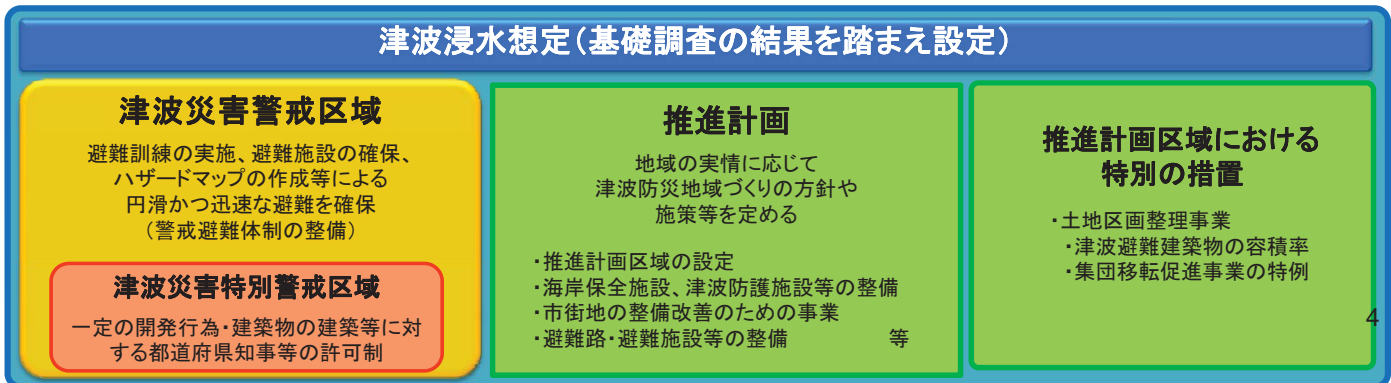 津波浸水想定(基礎調査の結果を踏まえ設定)
津波災害警戒区域
避難訓練の実施、避難施設の確保、
ハザードマップの作成等による
円滑かつ迅速な避難を確保
(警戒避難体制の整備)
津波災害特別警戒区域
一定の開発行為・建築物の建築等に対
する都道府県知事等の許可制
推進計画
地域の実情に応じて
津波防災地域づくりの方針や
施策等を定める
・推進計画区域の設定
・海岸保全施設、津波防護施設等の整備
・市街地の整備改善のための事業
・避難路・避難施設等の整備 等
推進計画区域における
特別の措置
・土地区画整理事業
・津波避難建築物の容積率
・集団移転促進事業の特例
4